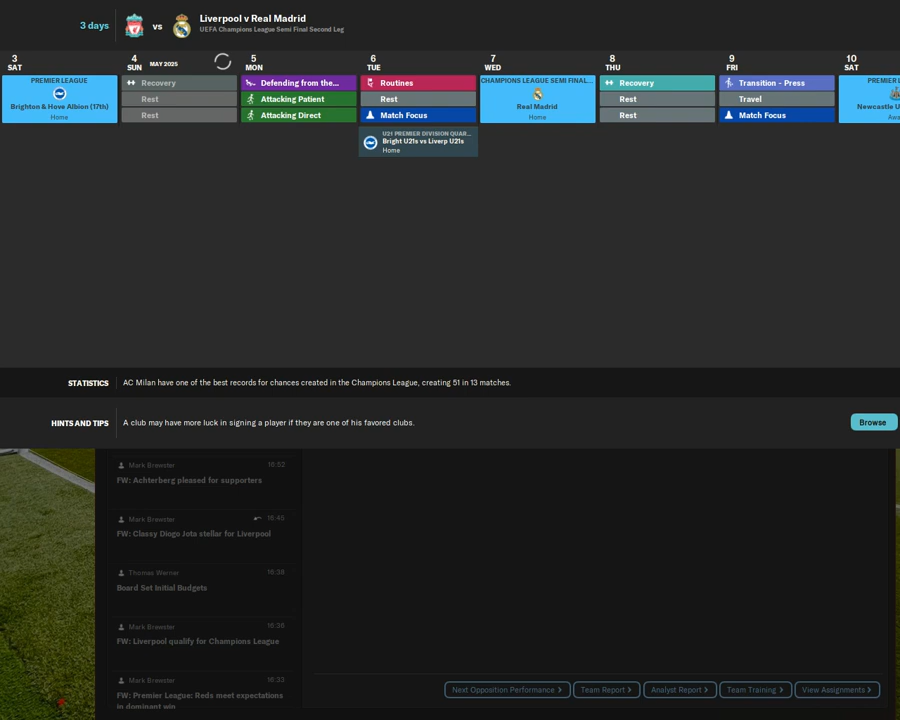 3 days
vs
Liverpool v Real Madrid
UEFA Champions League Semi Final Second Leg
3
SAT
4
SUN MAY 2025
5
MON
6
TUE
7
WED
8
THU
9
FRI
10
SAT
PREMIER LEAGUE
Brighton & Hove Albion (17th)
Home
Recovery
Rest
Rest
Defending from the...
Attacking Patient
Attacking Direct
Routines
Rest
Match Focus
U21 PREMIER DIVISION QUAR...
Bright U21s vs Liverp U21s
Home
CHAMPIONS LEAGUE SEMI FINAL...
Real Madrid
Home
Recovery
Rest
Rest
Transition - Press
Travel
Match Focus
PREMIER L
Newcastle U
Awa
STATISTICS
AC Milan have one of the best records for chances created in the Champions League, creating 51 in 13 matches.
HINTS AND TIPS
A club may have more luck in signing a player if they are one of his favored clubs.
Browse
Mark Brewster 16:52
FW: Achterberg pleased for supporters
Mark Brewster 16:45
FW: Classy Diogo Jota stellar for Liverpool
Thomas Werner 16:38
Board Set Initial Budgets
Mark Brewster 16:36
FW: Liverpool qualify for Champions League
Mark Brewster 16:33
FW: Premier League: Reds meet expectations
in dominant win
Next Opposition Performance
Team Report
Analyst Report
Team Training
View Assignments